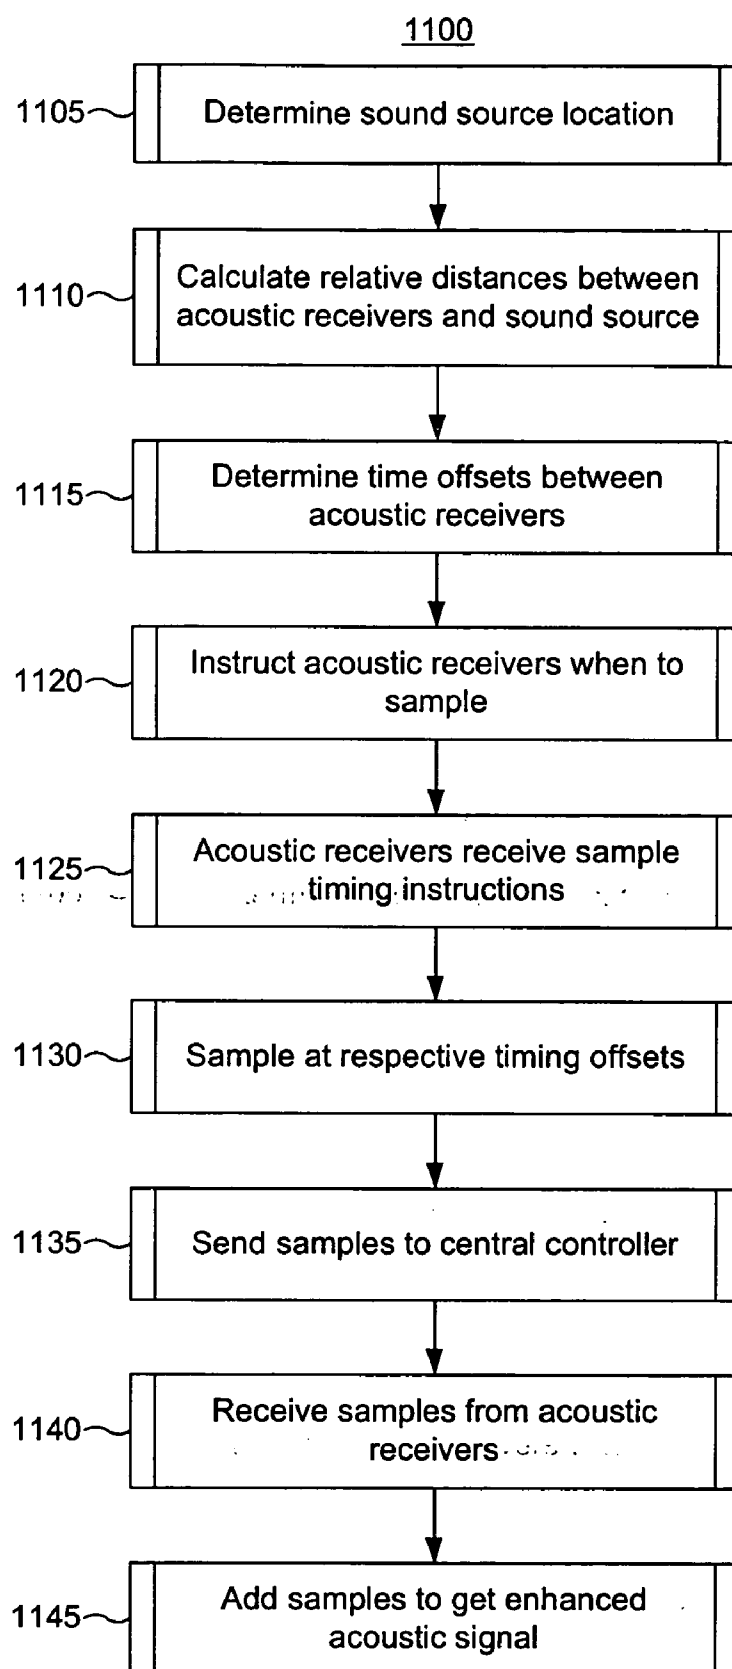 1100
1105
Determine sound source location
1110
Calculate relative distances between
acoustic receivers and sound source
1115
Determine time offsets between
acoustic receivers
1120
Instruct acoustic receivers when to
sample
1125
Acoustic receivers receive sample
timing instructions
1130
Sample at respective timing offsets
1135
Send samples to central controller
1140
Receive samples from acoustic
receivers
1145
Add samples to get enhanced
acoustic signal